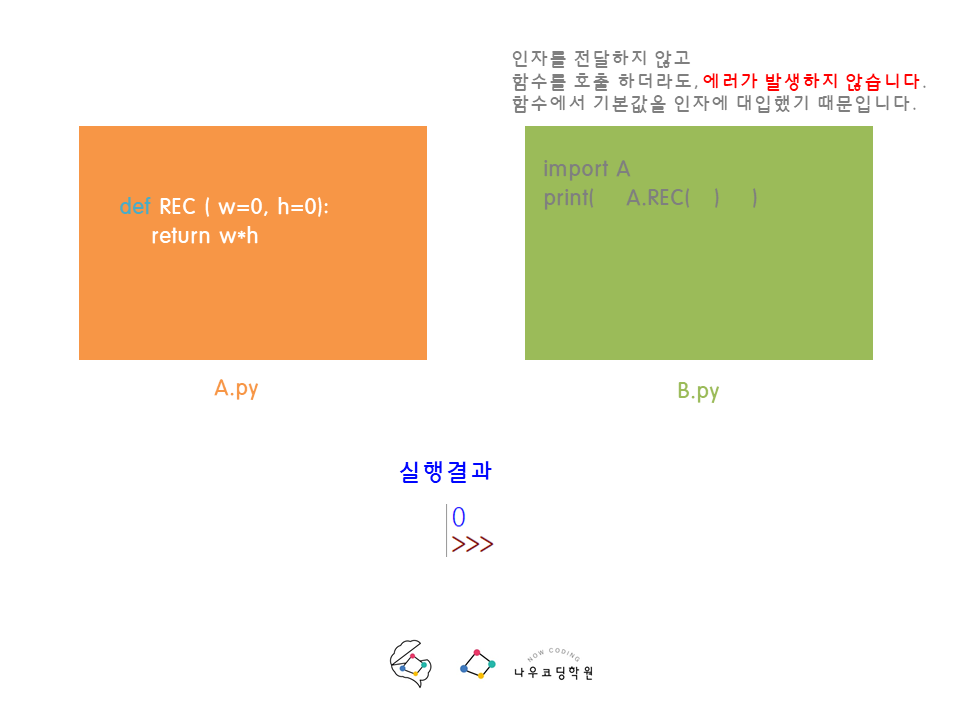 인자를 전달하지 않고
함수를 호출 하더라도, 에러가 발생하지 않습니다.
함수에서 기본값을 인자에 대입했기 때문입니다.
def REC ( w=0, h=0):
return w*h
A.py
import A
print( A.REC( ) )
B.py
실행결과
0
>>>
NOW CODING
나우코딩학원